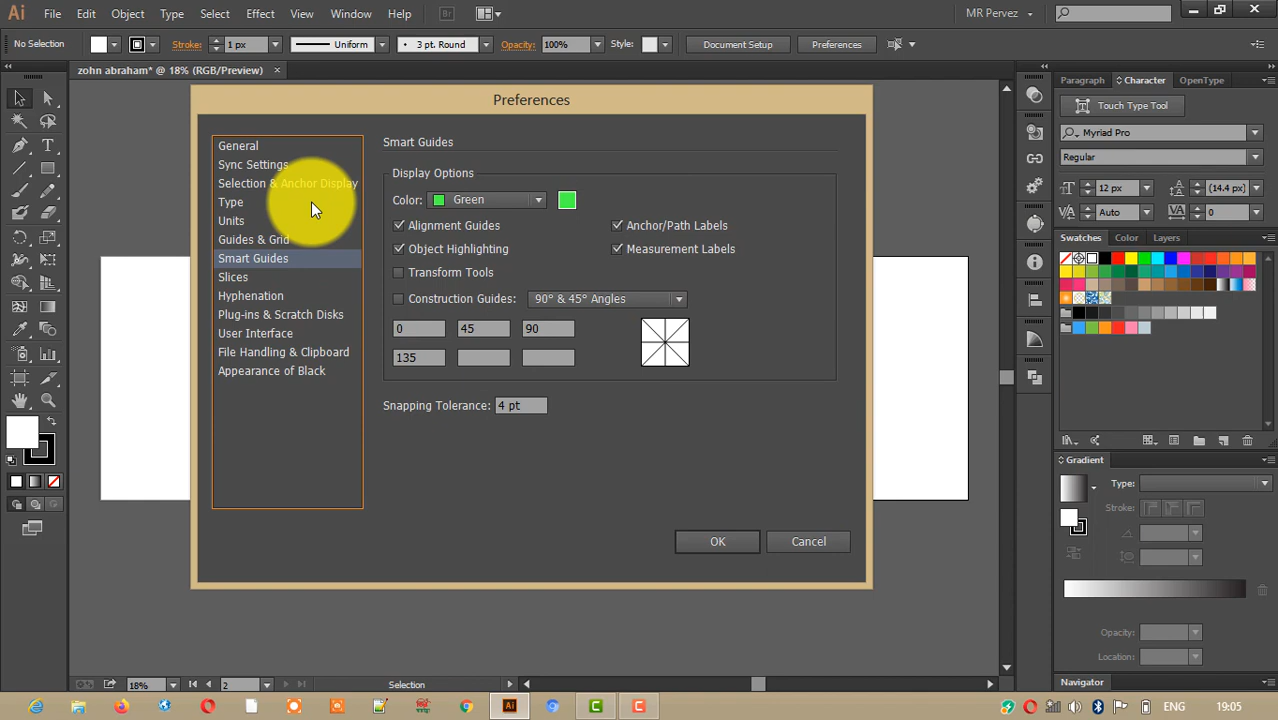 Ai File Edit Object Type Select Effect View Window Help Br MR Pervez
No Selection Stroke: 1 px Uniform 3 pt. Round Opacity: 100% Style: Document Setup Preferences
zohn abraham* @ 18% (RGB/Preview) ×
Preferences
General
Sync Settings
Selection & Anchor Display
Type
Units
Guides & Grid
Smart Guides
Slices
Hyphenation
Plug-ins & Scratch Disks
User Interface
File Handling & Clipboard
Appearance of Black
Smart Guides
Display Options
Color: Green
Alignment Guides Anchor/Path Labels
Object Highlighting Measurement Labels
Transform Tools
Construction Guides: 90° & 45° Angles
0 45 90
135
Snapping Tolerance: 4 pt
OK Cancel
Paragraph Character OpenType
Touch Type Tool
Myriad Pro
Regular
12 px (14.4 px)
Auto 0
Swatches Color Layers
Gradient
Type:
Stroke:
Opacity:
Location:
Navigator
18% 2 Selection
Ai ENG 19:05